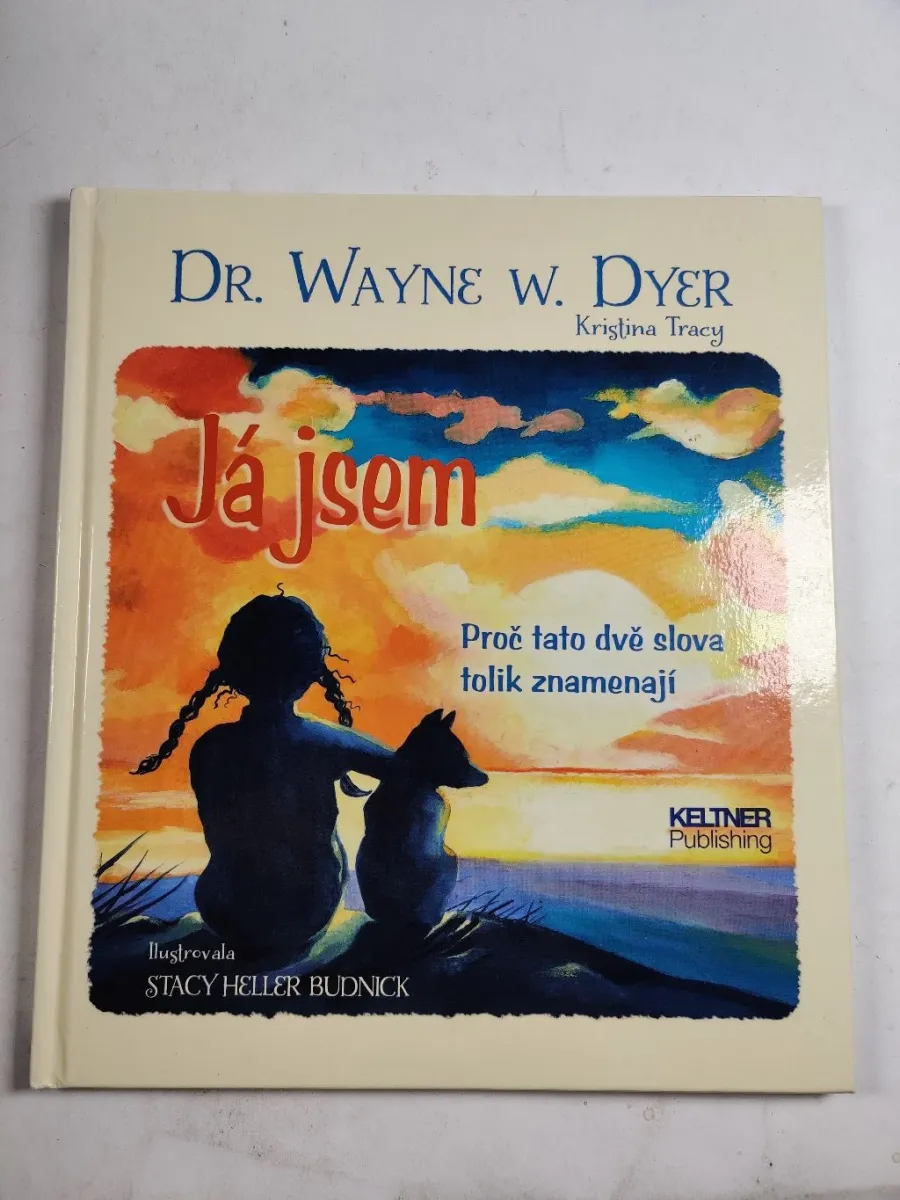 Dr. Wayne W. Dyer
Kristina Tracy
Já jsem
Proč tato dvě slova
tolik znamenají
KELTNER
Publishing
Ilustrovala
STACY HELLER BUDNICK